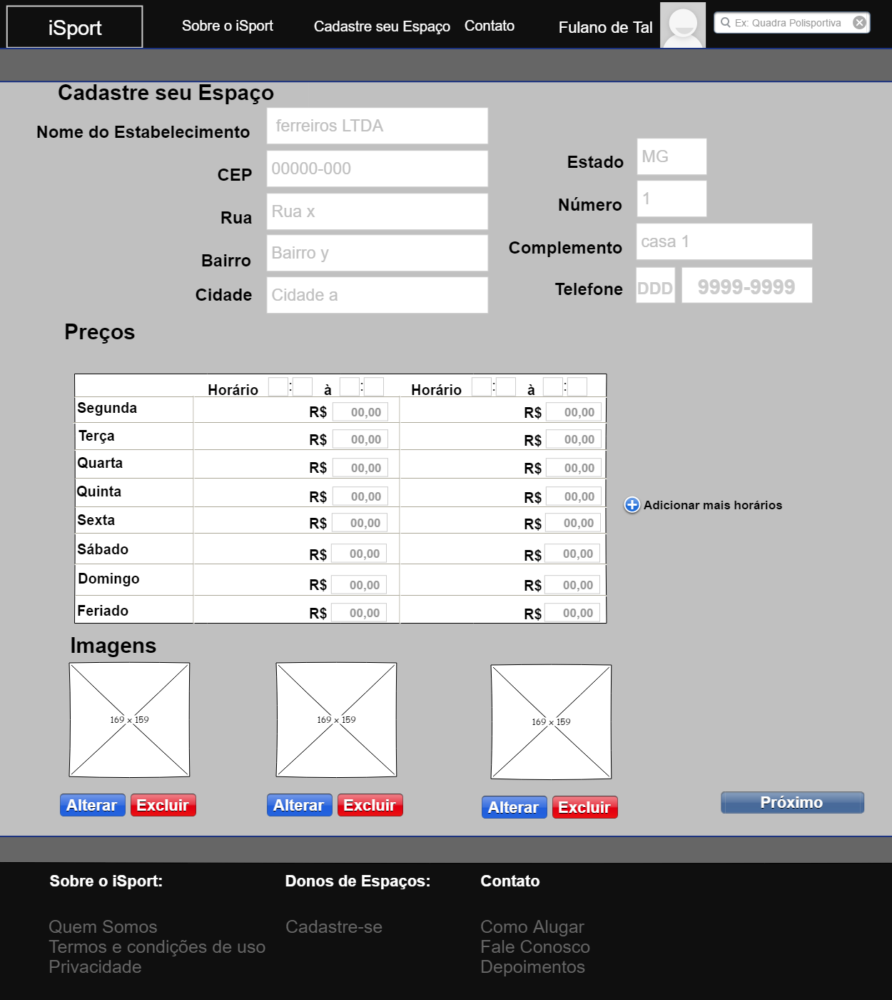 iSport
Sobre o iSport
Cadastre seu Espaço
Contato
Fulano de Tal
Ex: Quadra Polisportiva
Cadastre seu Espaço
Nome do Estabelecimento
ferreiros LTDA
CEP
00000-000
Rua
Rua x
Bairro
Bairro y
Cidade
Cidade a
Estado
MG
Número
1
Complemento
casa 1
Telefone
DDD
9999-9999
Preços
Horário : à : Horário : à :
Segunda R$ 00,00 R$ 00,00
Terça R$ 00,00 R$ 00,00
Quarta R$ 00,00 R$ 00,00
Quinta R$ 00,00 R$ 00,00
Sexta R$ 00,00 R$ 00,00
Sábado R$ 00,00 R$ 00,00
Domingo R$ 00,00 R$ 00,00
Feriado R$ 00,00 R$ 00,00
Adicionar mais horários
Imagens
169 x 159
169 x 159
169 x 159
Alterar Excluir
Alterar Excluir
Alterar Excluir
Próximo
Sobre o iSport:
Quem Somos
Termos e condições de uso
Privacidade
Donos de Espaços:
Cadastre-se
Contato
Como Alugar
Fale Conosco
Depoimentos